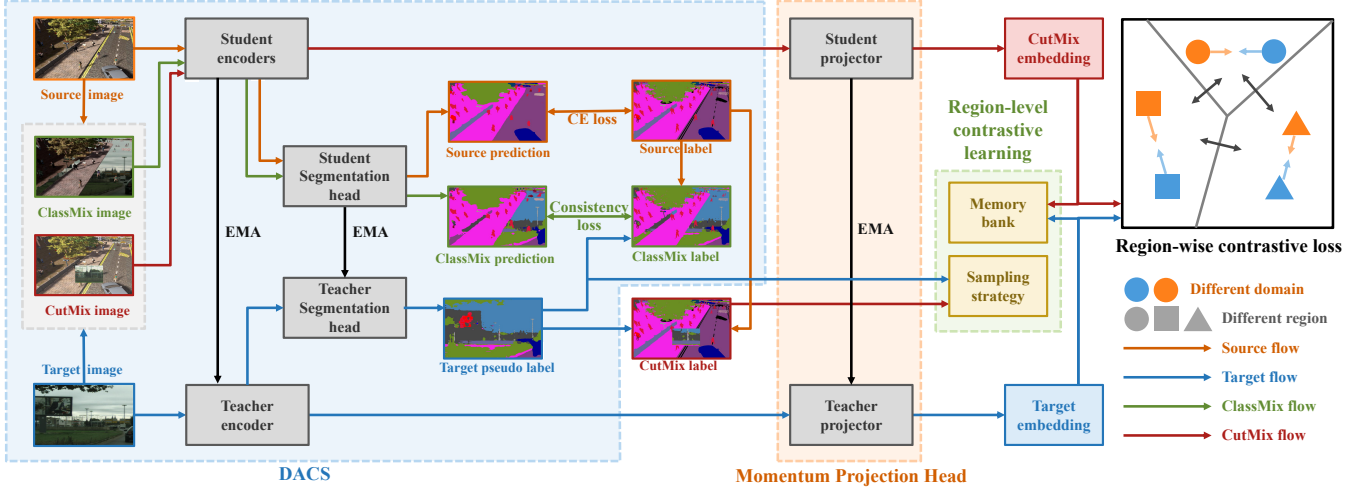 Source image
ClassMix image
CutMix image
Target image
Student
encoders
EMA
Student
Segmentation
head
EMA
Teacher
Segmentation
head
Teacher
encoder
Source prediction
CE loss
Source label
ClassMix prediction
Consistency
loss
ClassMix label
Target pseudo label
CutMix label
DACS
Student
projector
EMA
Teacher
projector
Momentum Projection Head
CutMix
embedding
Region-level
contrastive
learning
Memory
bank
Sampling
strategy
Target
embedding
Region-wise contrastive loss
Different domain
Different region
Source flow
Target flow
ClassMix flow
CutMix flow